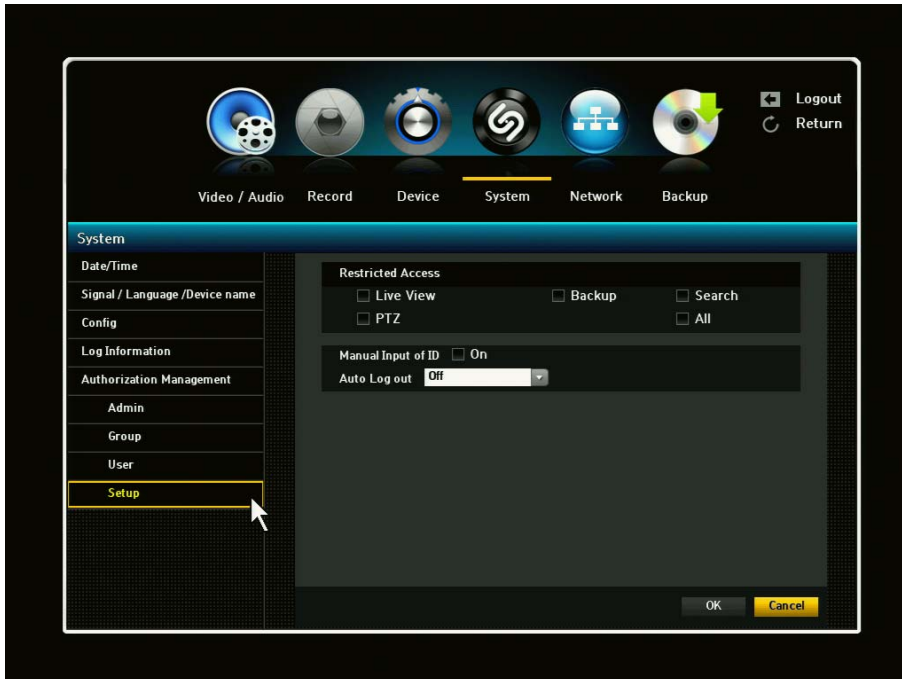 Logout
Return
Video / Audio Record Device System Network Backup
System
Date/Time
Signal / Language /Device name
Config
Log Information
Authorization Management
Admin
Group
User
Setup
Restricted Access
Live View Backup Search
PTZ All
Manual Input of ID On
Auto Log out Off
OK Cancel